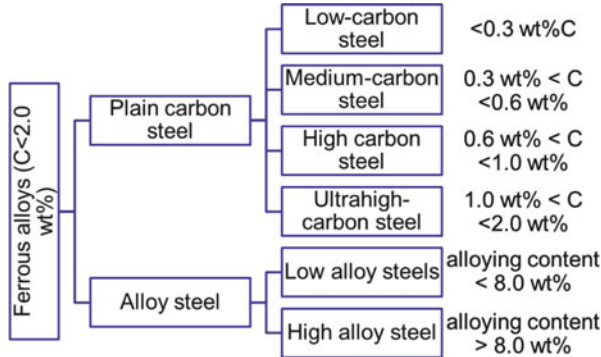 Ferrous alloys (C<2.0
wt%)
Plain carbon
steel
Low-carbon
steel
<0.3 wt%C
Medium-carbon
steel
0.3 wt% < C
<0.6 wt%
High carbon
steel
0.6 wt% < C
<1.0 wt%
Ultrahigh-
carbon steel
1.0 wt% < C
<2.0 wt%
Alloy steel
Low alloy steels
alloying content
< 8.0 wt%
High alloy steel
alloying content
> 8.0 wt%